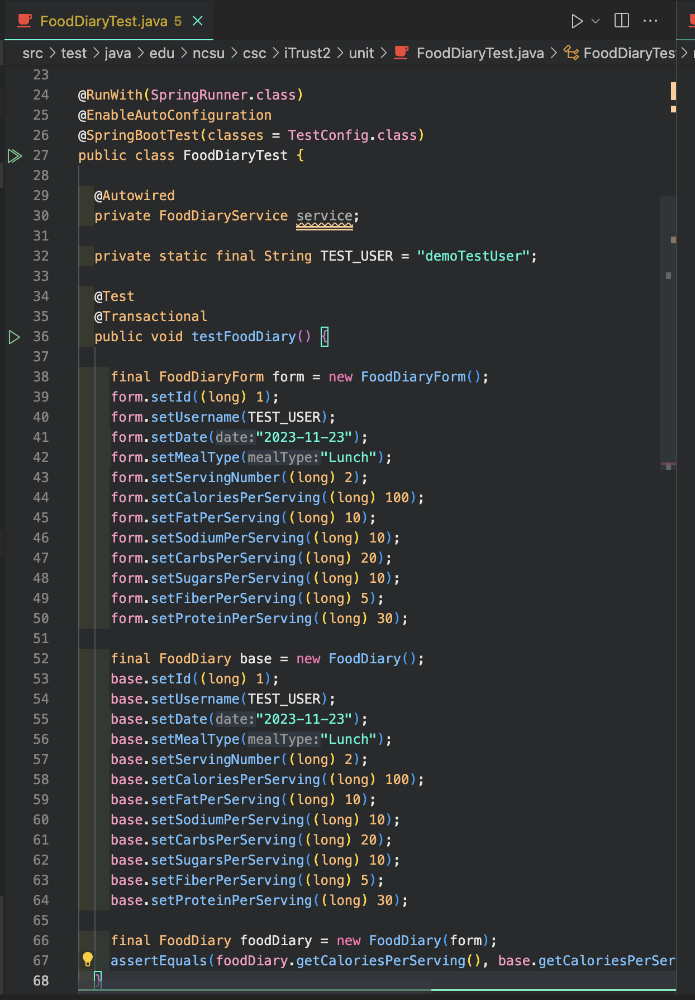 FoodDiaryTest.java 5
src > test > java > edu > ncsu > csc > iTrust2 > unit > FoodDiaryTest.java > FoodDiaryTes >
23
24 @RunWith(SpringRunner.class)
25 @EnableAutoConfiguration
26 @SpringBootTest(classes = TestConfig.class)
27 public class FoodDiaryTest {
28
29 @Autowired
30 private FoodDiaryService service;
31
32 private static final String TEST_USER = "demoTestUser";
33
34 @Test
35 @Transactional
36 public void testFoodDiary() {
37
38 final FoodDiaryForm form = new FoodDiaryForm();
39 form.setId((long) 1);
40 form.setUsername(TEST_USER);
41 form.setDate(date:"2023-11-23");
42 form.setMealType(mealType:"Lunch");
43 form.setServingNumber((long) 2);
44 form.setCaloriesPerServing((long) 100);
45 form.setFatPerServing((long) 10);
46 form.setSodiumPerServing((long) 10);
47 form.setCarbsPerServing((long) 20);
48 form.setSugarsPerServing((long) 10);
49 form.setFiberPerServing((long) 5);
50 form.setProteinPerServing((long) 30);
51
52 final FoodDiary base = new FoodDiary();
53 base.setId((long) 1);
54 base.setUsername(TEST_USER);
55 base.setDate(date:"2023-11-23");
56 base.setMealType(mealType:"Lunch");
57 base.setServingNumber((long) 2);
58 base.setCaloriesPerServing((long) 100);
59 base.setFatPerServing((long) 10);
60 base.setSodiumPerServing((long) 10);
61 base.setCarbsPerServing((long) 20);
62 base.setSugarsPerServing((long) 10);
63 base.setFiberPerServing((long) 5);
64 base.setProteinPerServing((long) 30);
65
66 final FoodDiary foodDiary = new FoodDiary(form);
67 assertEquals(foodDiary.getCaloriesPerServing(), base.getCaloriesPerSer
68 }